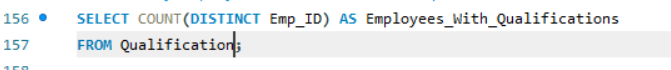 156 SELECT COUNT(DISTINCT Emp_ID) AS Employees_With_Qualifications
157 FROM Qualification;